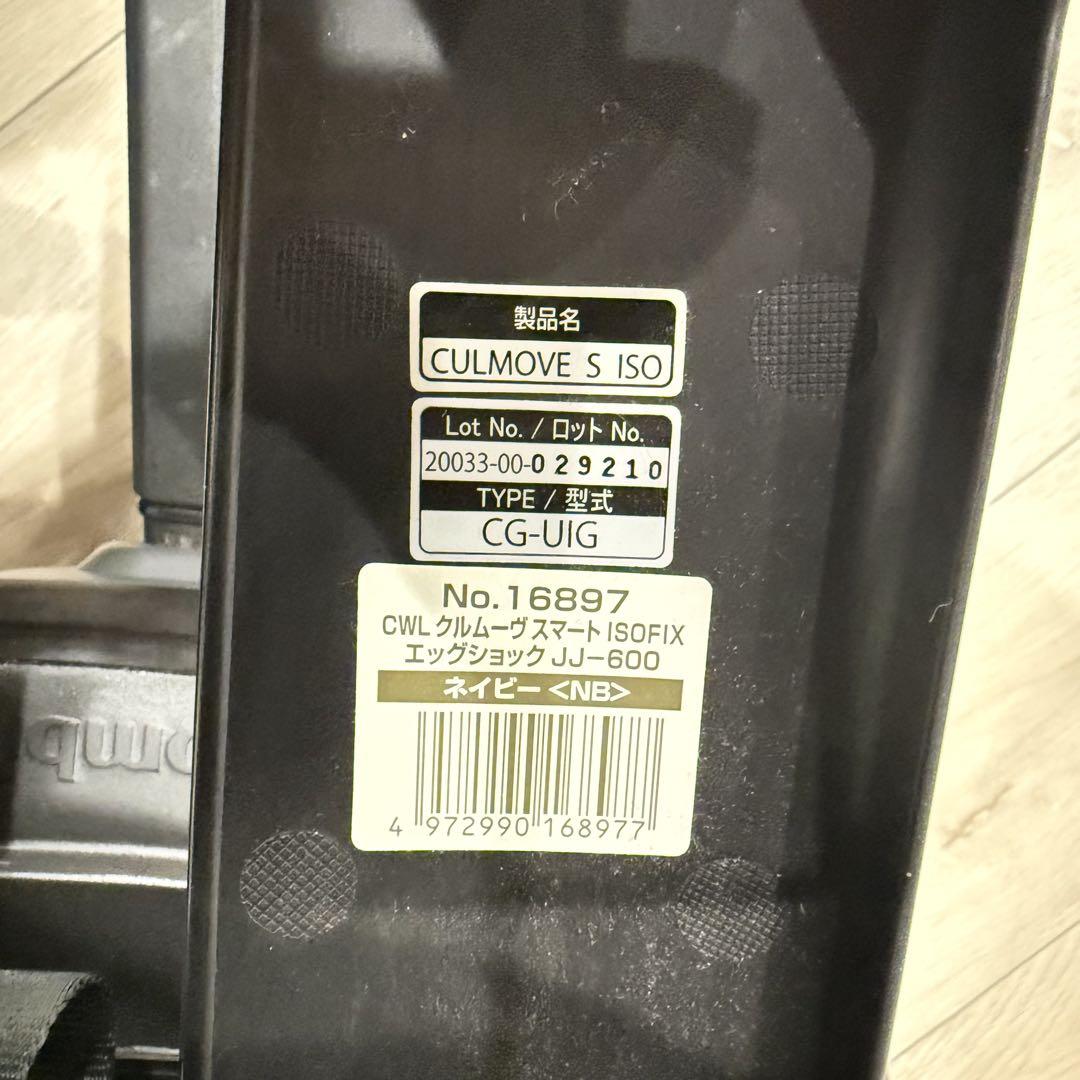 製品名
CULMOVE S ISO
Lot No. / ロット No.
20033-00-029210
TYPE / 型式
CG-UIG
No.16897
CWL クルムーヴ スマート ISOFIX
エッグショック JJ-600
ネイビー <NB>
4 972990 168977
omb